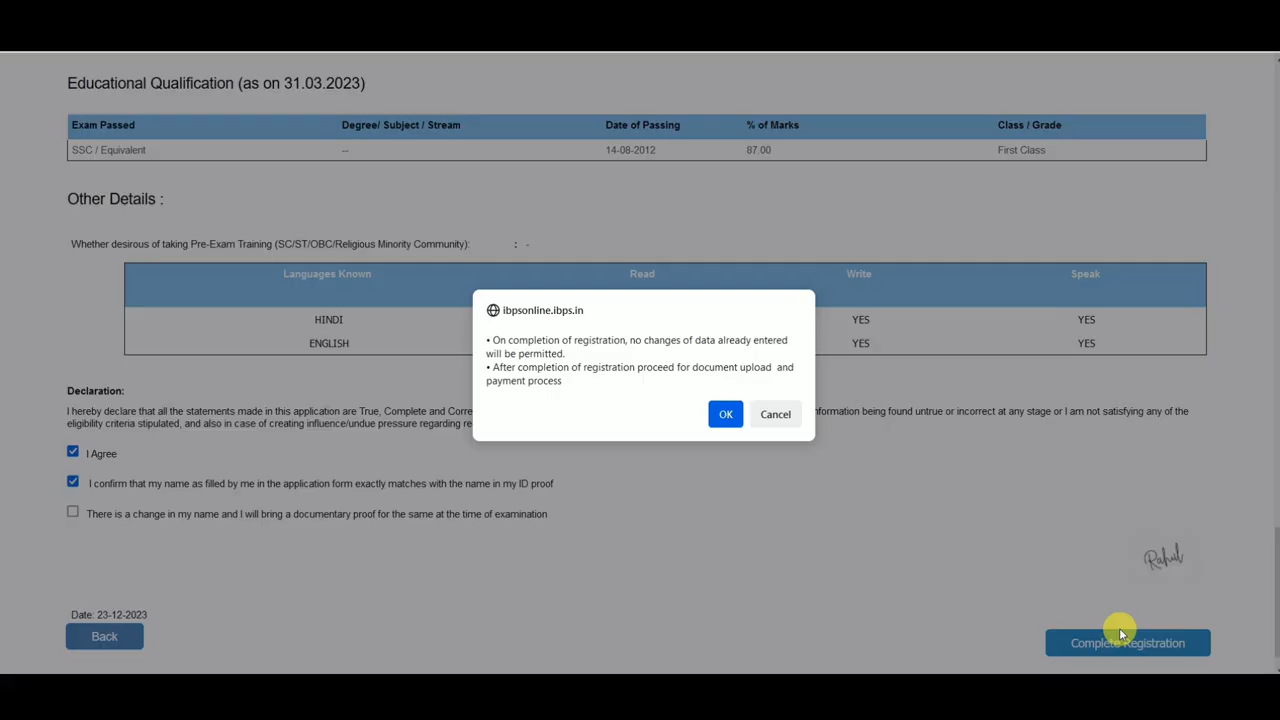 Educational Qualification (as on 31.03.2023)
Exam Passed Degree/ Subject / Stream Date of Passing % of Marks Class / Grade
SSC / Equivalent -- 14-08-2012 87.00 First Class
Other Details :
Whether desirous of taking Pre-Exam Training (SC/ST/OBC/Religious Minority Community): : -
Languages Known Read Write Speak
HINDI YES YES
ENGLISH YES YES
ibpsonline.ibps.in
• On completion of registration, no changes of data already entered
will be permitted.
• After completion of registration proceed for document upload and
payment process
OK Cancel
Declaration:
I hereby declare that all the statements made in this application are True, Complete and Corre information being found untrue or incorrect at any stage or I am not satisfying any of the
eligibility criteria stipulated, and also in case of creating influence/undue pressure regarding re
I Agree
I confirm that my name as filled by me in the application form exactly matches with the name in my ID proof
There is a change in my name and I will bring a documentary proof for the same at the time of examination
Rahul
Date: 23-12-2023
Back Complete Registration